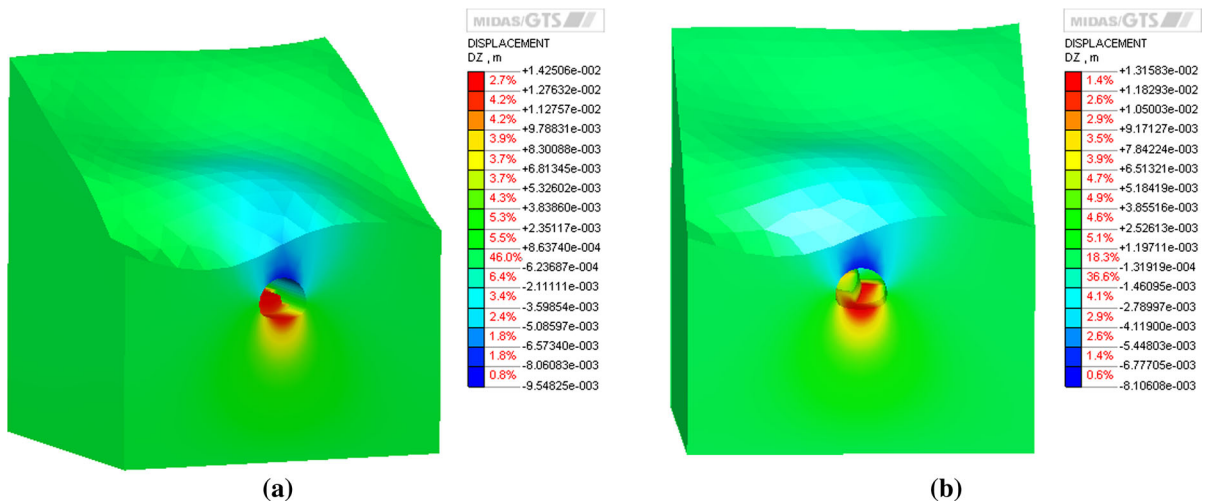 MIDAS/GTS
DISPLACEMENT
DZ , m
+1.42506e-002
2.7%
+1.27632e-002
4.2%
+1.12757e-002
4.2%
+9.78831e-003
3.9%
+8.30088e-003
3.7%
+6.81345e-003
3.7%
+5.32602e-003
4.3%
+3.83860e-003
5.3%
+2.35117e-003
5.5%
+8.63740e-004
46.0%
-6.23687e-004
6.4%
-2.11111e-003
3.4%
-3.59854e-003
2.4%
-5.08597e-003
1.8%
-6.57340e-003
1.8%
-8.06083e-003
0.8%
-9.54825e-003
(a)
MIDAS/GTS
DISPLACEMENT
DZ , m
+1.31583e-002
1.4%
+1.18293e-002
2.6%
+1.05003e-002
2.9%
+9.17127e-003
3.5%
+7.84224e-003
3.9%
+6.51321e-003
4.7%
+5.18419e-003
4.9%
+3.85516e-003
4.6%
+2.52613e-003
5.1%
+1.19711e-003
18.3%
-1.31919e-004
36.6%
-1.46095e-003
4.1%
-2.78997e-003
2.9%
-4.11900e-003
2.6%
-5.44803e-003
1.4%
-6.77705e-003
0.6%
-8.10608e-003
(b)